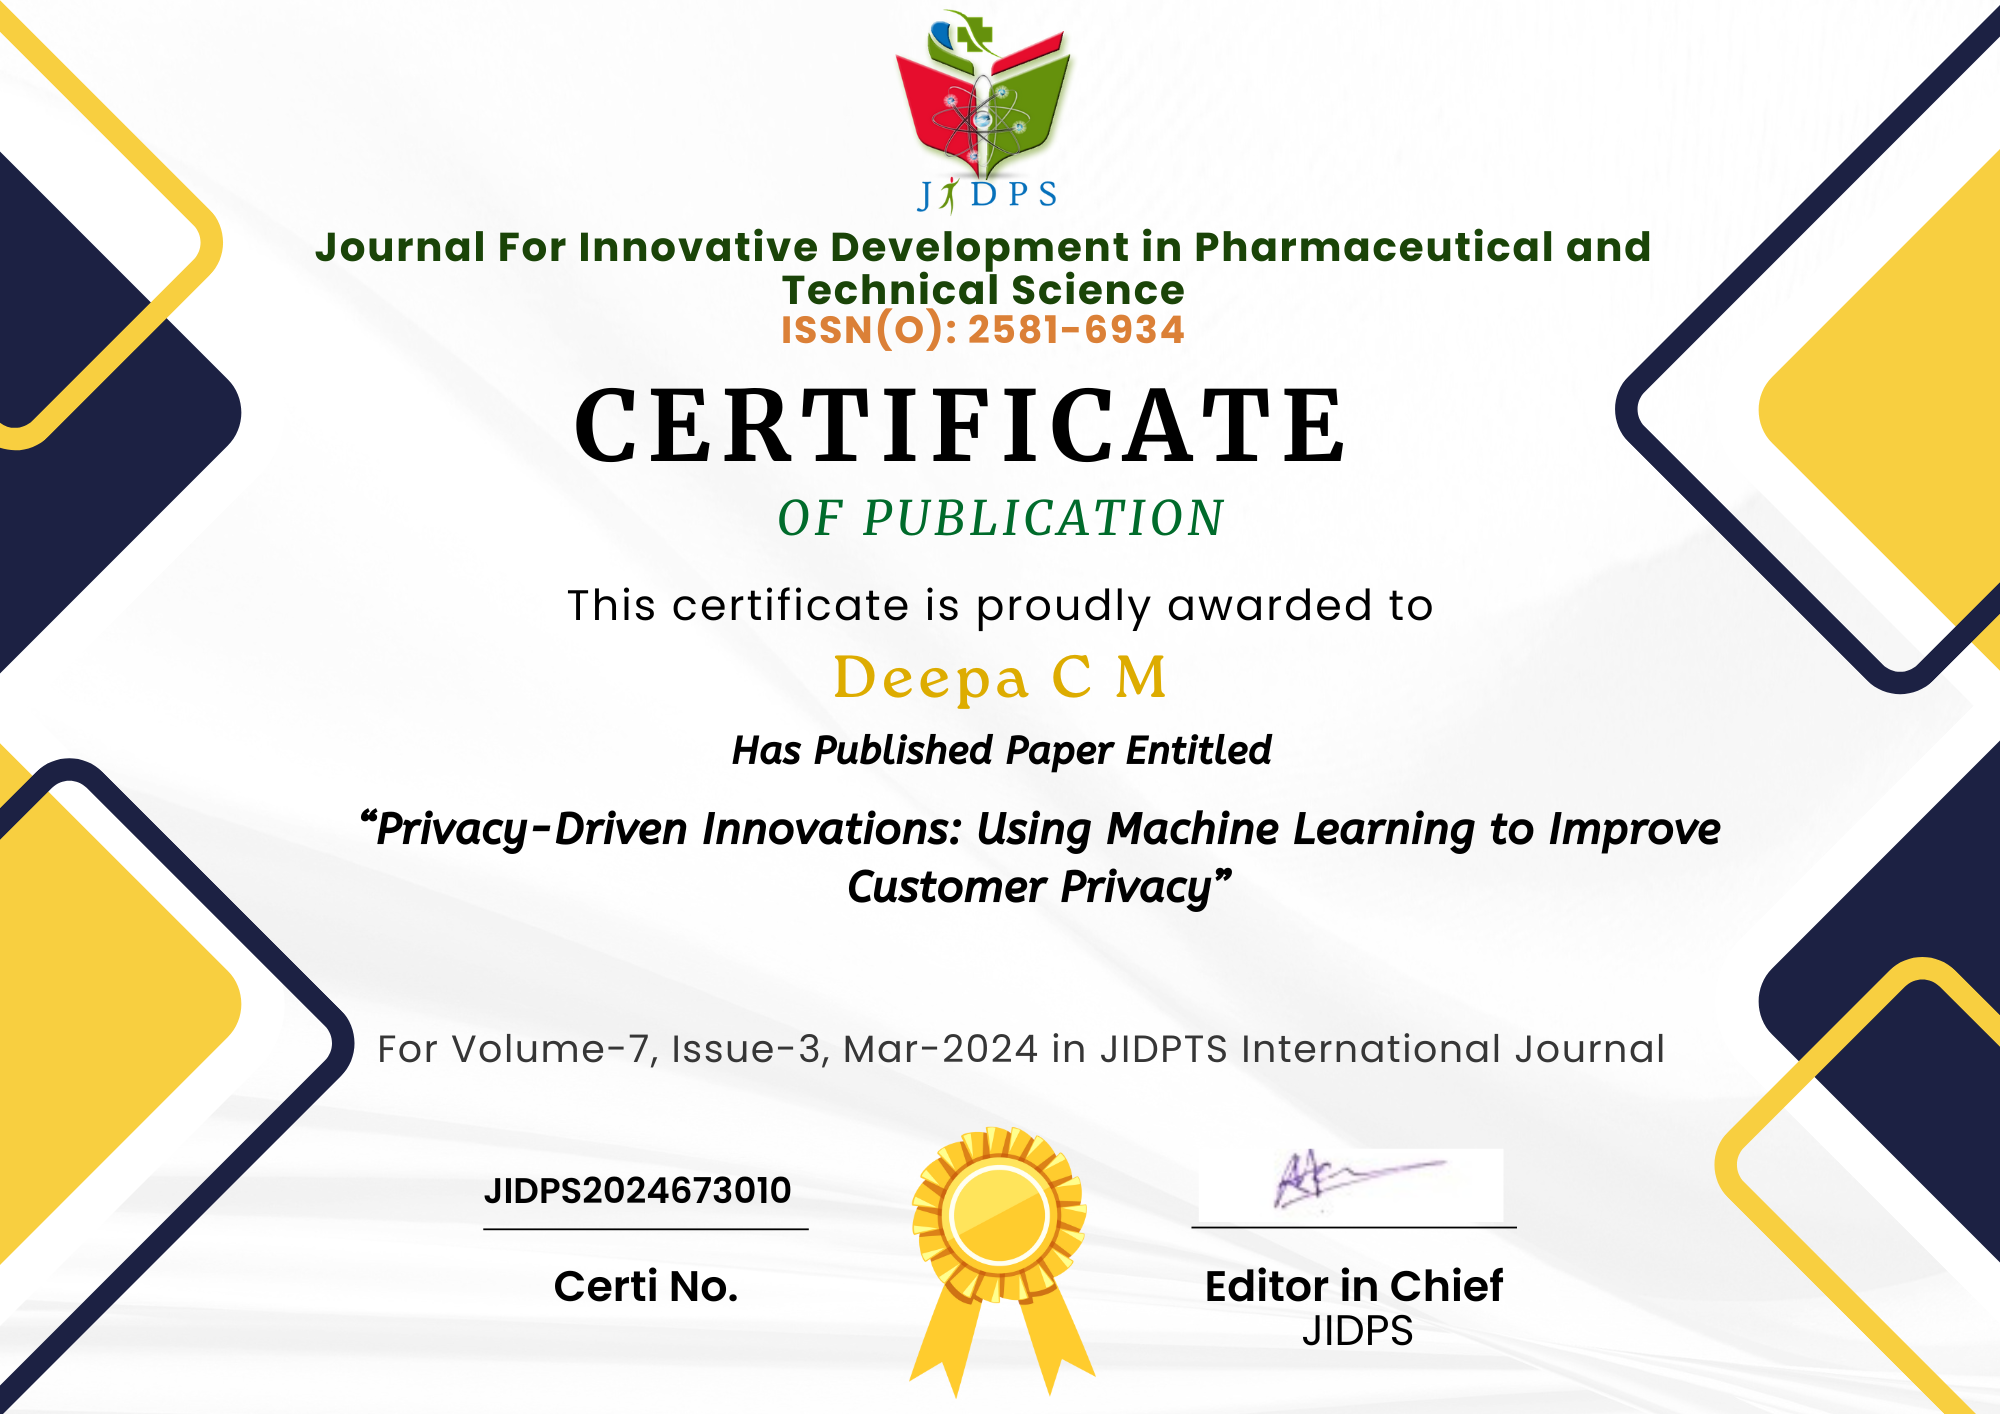 JIDPS
Journal For Innovative Development in Pharmaceutical and
Technical Science
ISSN(O): 2581-6934
CERTIFICATE
OF PUBLICATION
This certificate is proudly awarded to
Deepa C M
Has Published Paper Entitled
“Privacy-Driven Innovations: Using Machine Learning to Improve
Customer Privacy”
For Volume-7, Issue-3, Mar-2024 in JIDPTS International Journal
JIDPS2024673010
Certi No.
Editor in Chief
JIDPS